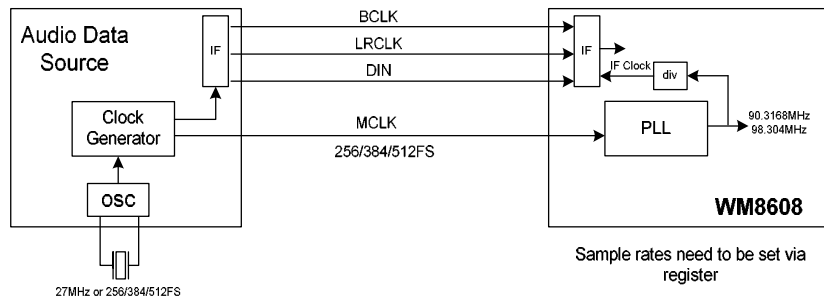 Audio Data
Source
IF
BCLK
LRCLK
DIN
IF
IF Clock
div
Clock
Generator
MCLK
256/384/512FS
PLL
90.3168MHz
98.304MHz
OSC
WM8608
27MHz or 256/384/512FS
Sample rates need to be set via
register